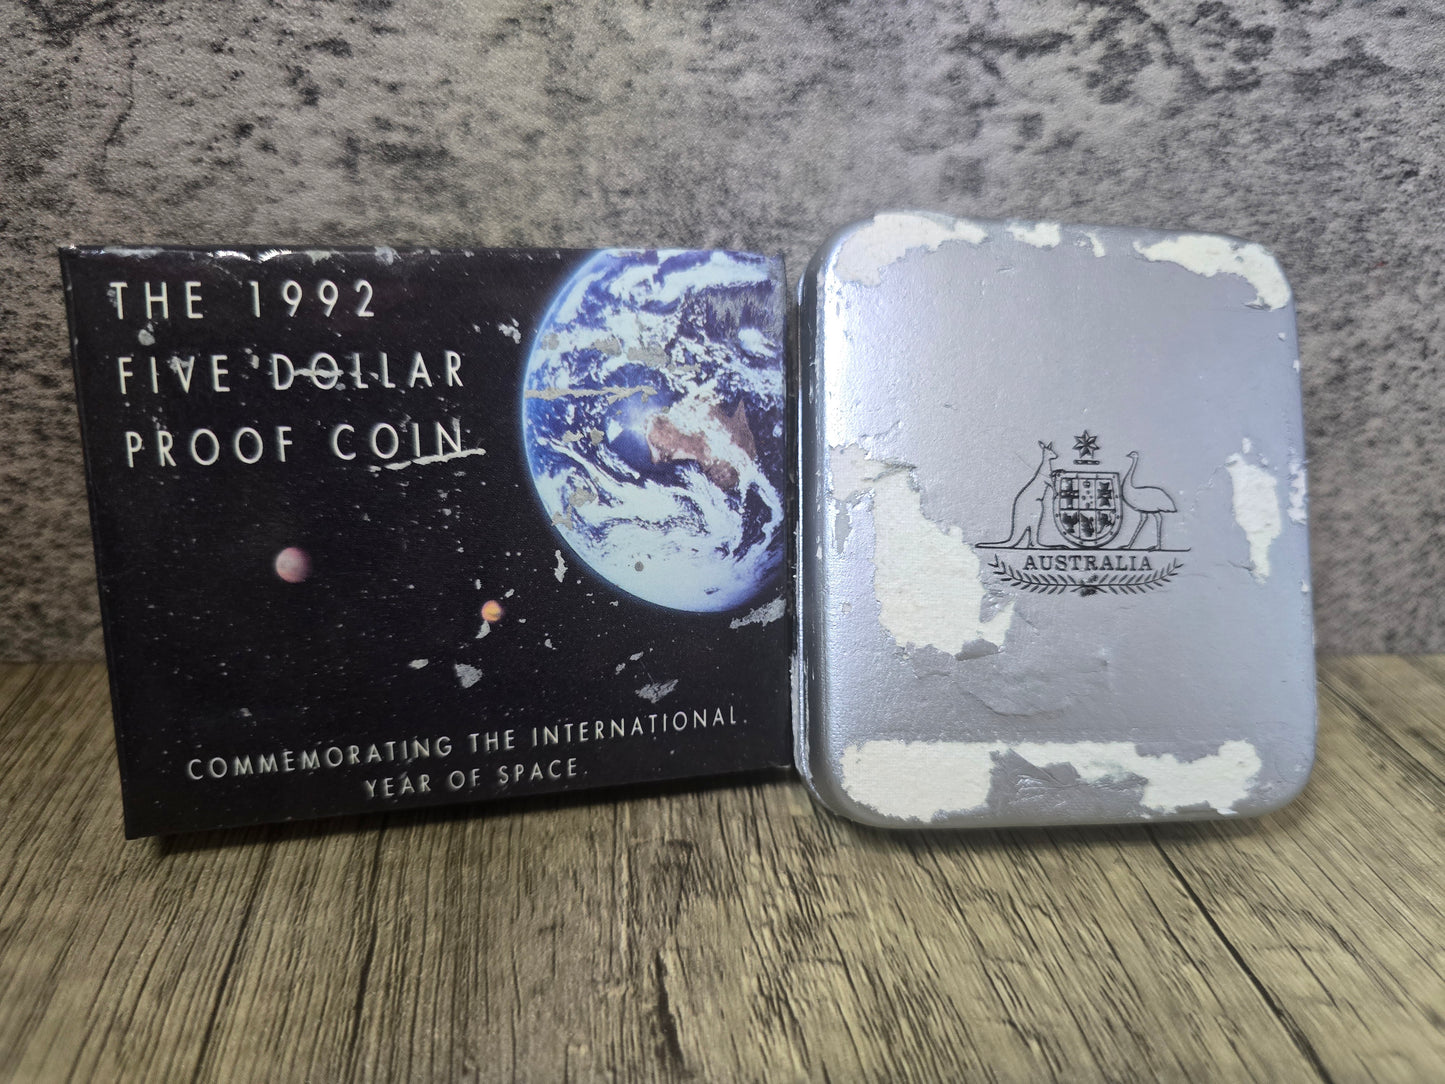 THE 1992
FIVE DOLLAR
PROOF COIN
COMMEMORATING THE INTERNATIONAL
YEAR OF SPACE.
AUSTRALIA